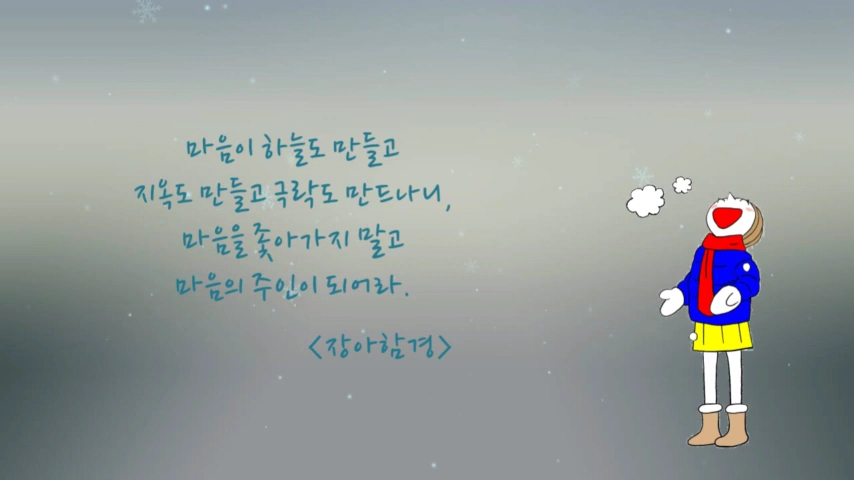 마음이 하늘도 만들고
지옥도 만들고 극락도 만드나니,
마음을 좇아가지 말고
마음의 주인이 되어라.
<장아함경>